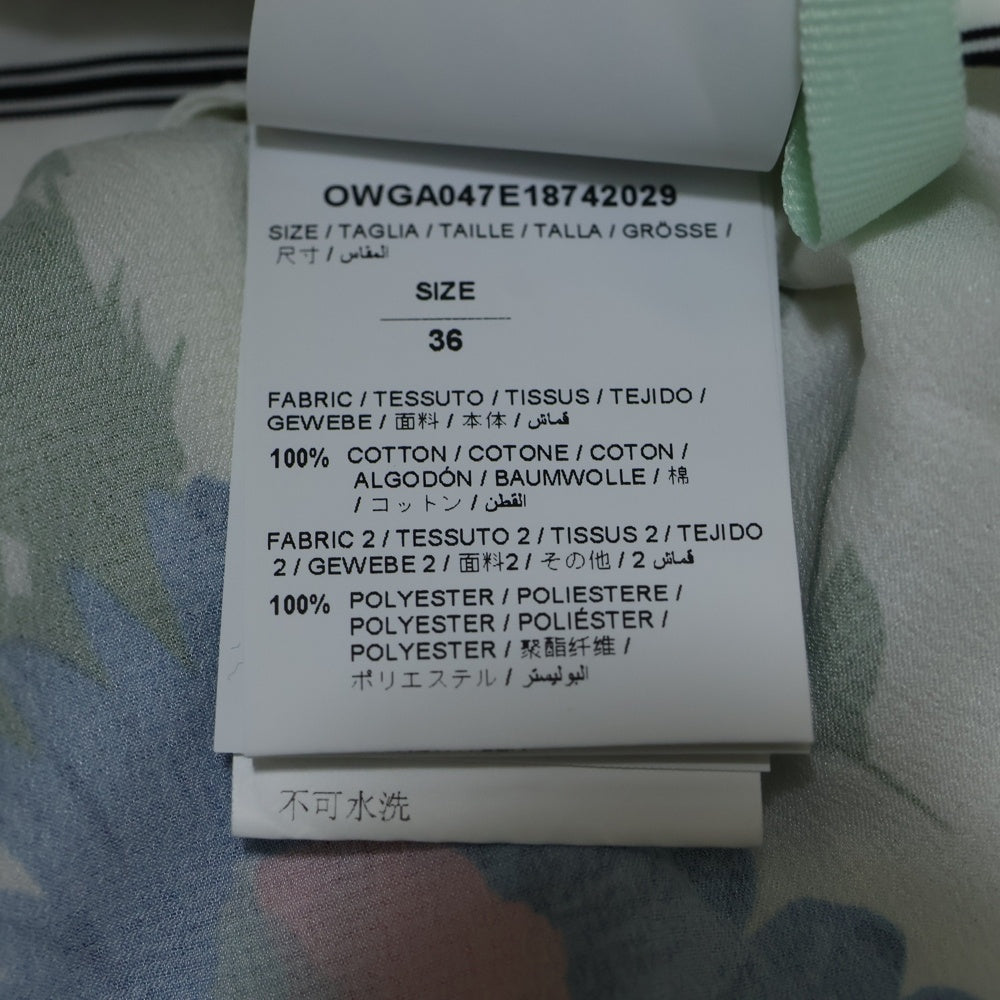 OWGA047E18742029
SIZE / TAGLIA / TAILLE / TALLA / GRÖSSE /
尺寸 / المقاس
SIZE
36
FABRIC / TESSUTO / TISSUS / TEJIDO /
GEWEBE / 面料 / 本体 / قماش
100% COTTON / COTONE / COTON /
ALGODÓN / BAUMWOLLE / 棉
/ コットン / القطن
FABRIC 2 / TESSUTO 2 / TISSUS 2 / TEJIDO
2 / GEWEBE 2 / 面料2 / その他 / 2 قماش
100% POLYESTER / POLIESTERE /
POLYESTER / POLIÉSTER /
POLYESTER / 聚酯纤维 /
ポリエステル / البوليستر
不可水洗